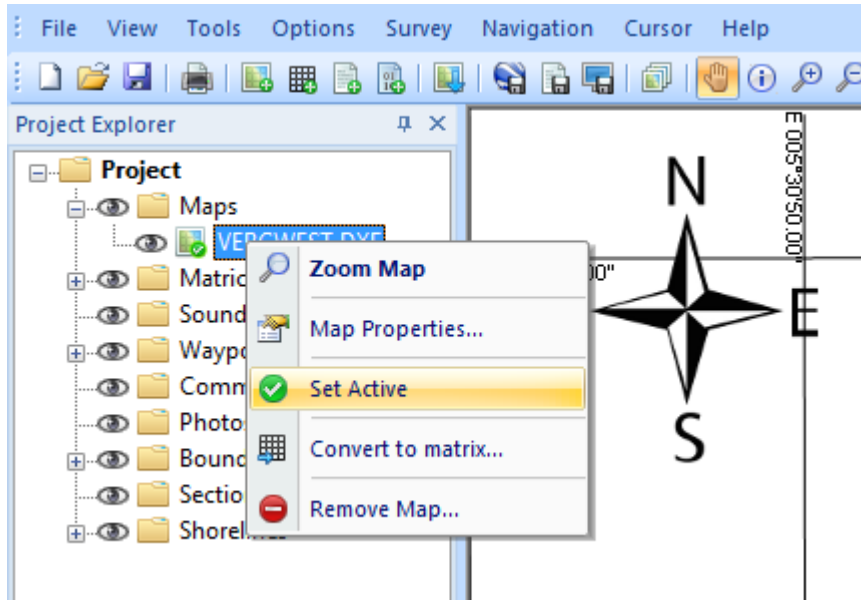 File View Tools Options Survey Navigation Cursor Help
Project Explorer
Project
Maps
Zoom Map
Map Properties...
Set Active
Convert to matrix...
Remove Map...
N
E
S
E 005°30'50.00"
00"